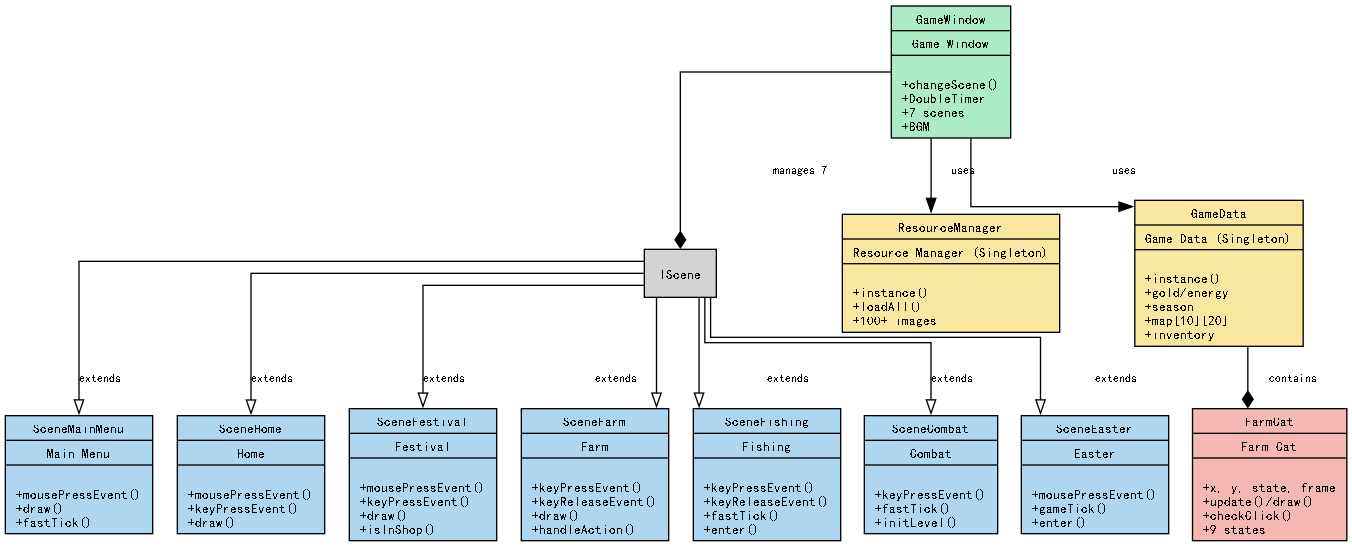 GameWindow
Game Window
+changeScene()
+DoubleTimer
+7 scenes
+BGM
manages 7
uses
uses
ResourceManager
Resource Manager (Singleton)
+instance()
+loadAll()
+100+ images
GameData
Game Data (Singleton)
+instance()
+gold/energy
+season
+map[10][20]
+inventory
IScene
extends
extends
extends
extends
extends
extends
extends
contains
SceneMainMenu
Main Menu
+mousePressEvent()
+draw()
+fastTick()
SceneHome
Home
+mousePressEvent()
+keyPressEvent()
+draw()
SceneFestival
Festival
+mousePressEvent()
+keyPressEvent()
+draw()
+isInShop()
SceneFarm
Farm
+keyPressEvent()
+keyReleaseEvent()
+draw()
+handleAction()
SceneFishing
Fishing
+keyPressEvent()
+keyReleaseEvent()
+fastTick()
+enter()
SceneCombat
Combat
+keyPressEvent()
+fastTick()
+initLevel()
SceneEaster
Easter
+mousePressEvent()
+gameTick()
+enter()
FarmCat
Farm Cat
+x, y, state, frame
+update()/draw()
+checkClick()
+9 states